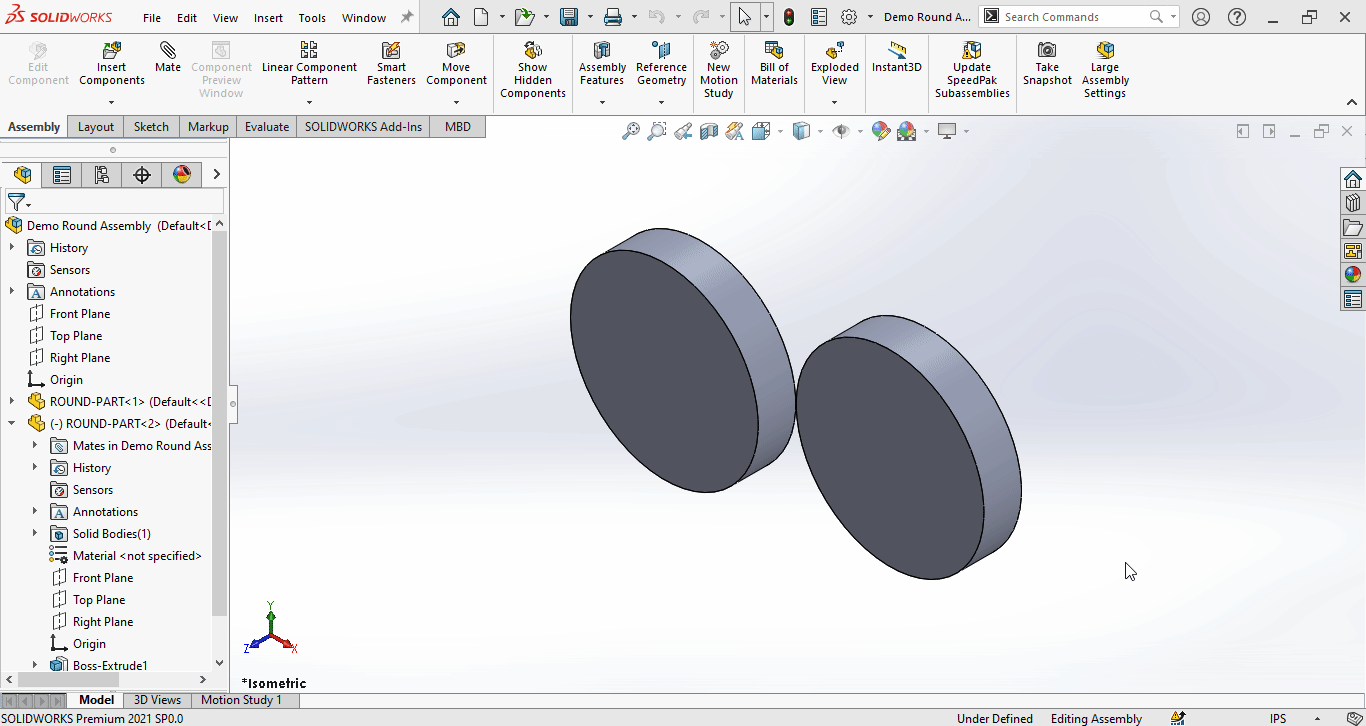 SOLIDWORKS File Edit View Insert Tools Window Demo Round A... Search Commands
Edit Component
Insert Components
Mate
Component Preview Window
Linear Component Pattern
Smart Fasteners
Move Component
Show Hidden Components
Assembly Features
Reference Geometry
New Motion Study
Bill of Materials
Exploded View
Instant3D
Update SpeedPak Subassemblies
Take Snapshot
Large Assembly Settings
Assembly Layout Sketch Markup Evaluate SOLIDWORKS Add-Ins MBD
Demo Round Assembly (Default<D
History
Sensors
Annotations
Front Plane
Top Plane
Right Plane
Origin
ROUND-PART<1> (Default<<D
(-) ROUND-PART<2> (Default<
Mates in Demo Round Ass
History
Sensors
Annotations
Solid Bodies(1)
Material <not specified>
Front Plane
Top Plane
Right Plane
Origin
Boss-Extrude1
Y
Z X
*Isometric
Model 3D Views Motion Study 1
SOLIDWORKS Premium 2021 SP0.0 Under Defined Editing Assembly IPS